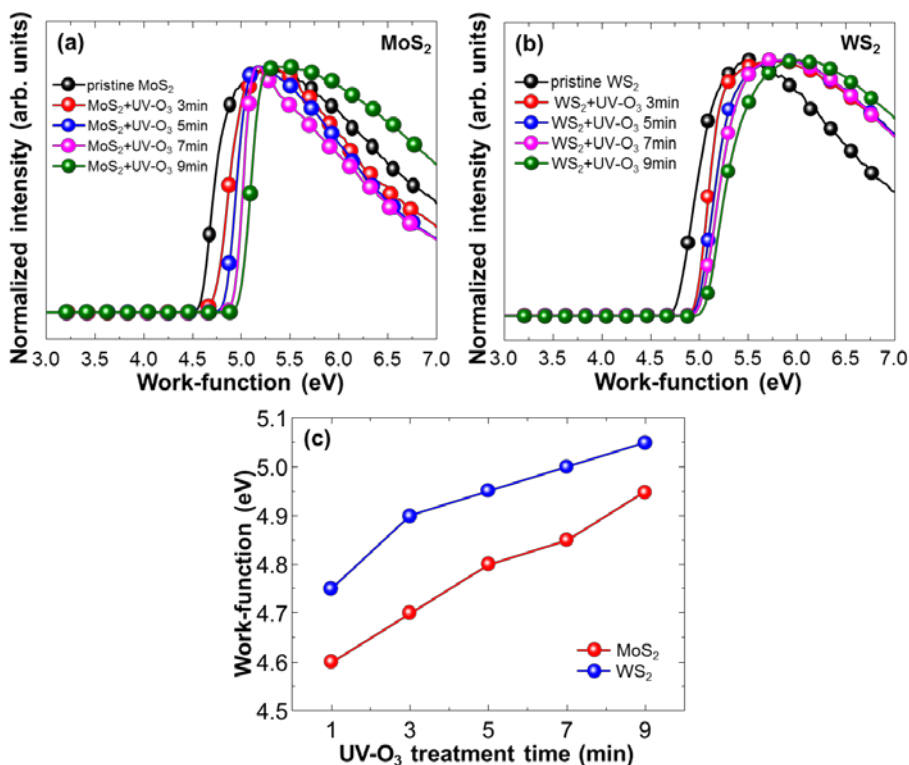 (a) MoS₂
pristine MoS₂
MoS₂+UV-O₃ 3min
MoS₂+UV-O₃ 5min
MoS₂+UV-O₃ 7min
MoS₂+UV-O₃ 9min
Normalized intensity (arb. units)
3.0 3.5 4.0 4.5 5.0 5.5 6.0 6.5 7.0
Work-function (eV)
(b) WS₂
pristine WS₂
WS₂+UV-O₃ 3min
WS₂+UV-O₃ 5min
WS₂+UV-O₃ 7min
WS₂+UV-O₃ 9min
Normalized intensity (arb. units)
3.0 3.5 4.0 4.5 5.0 5.5 6.0 6.5 7.0
Work-function (eV)
(c)
5.1
5.0
4.9
4.8
4.7
4.6
4.5
Work-function (eV)
MoS₂
WS₂
1 3 5 7 9
UV-O₃ treatment time (min)